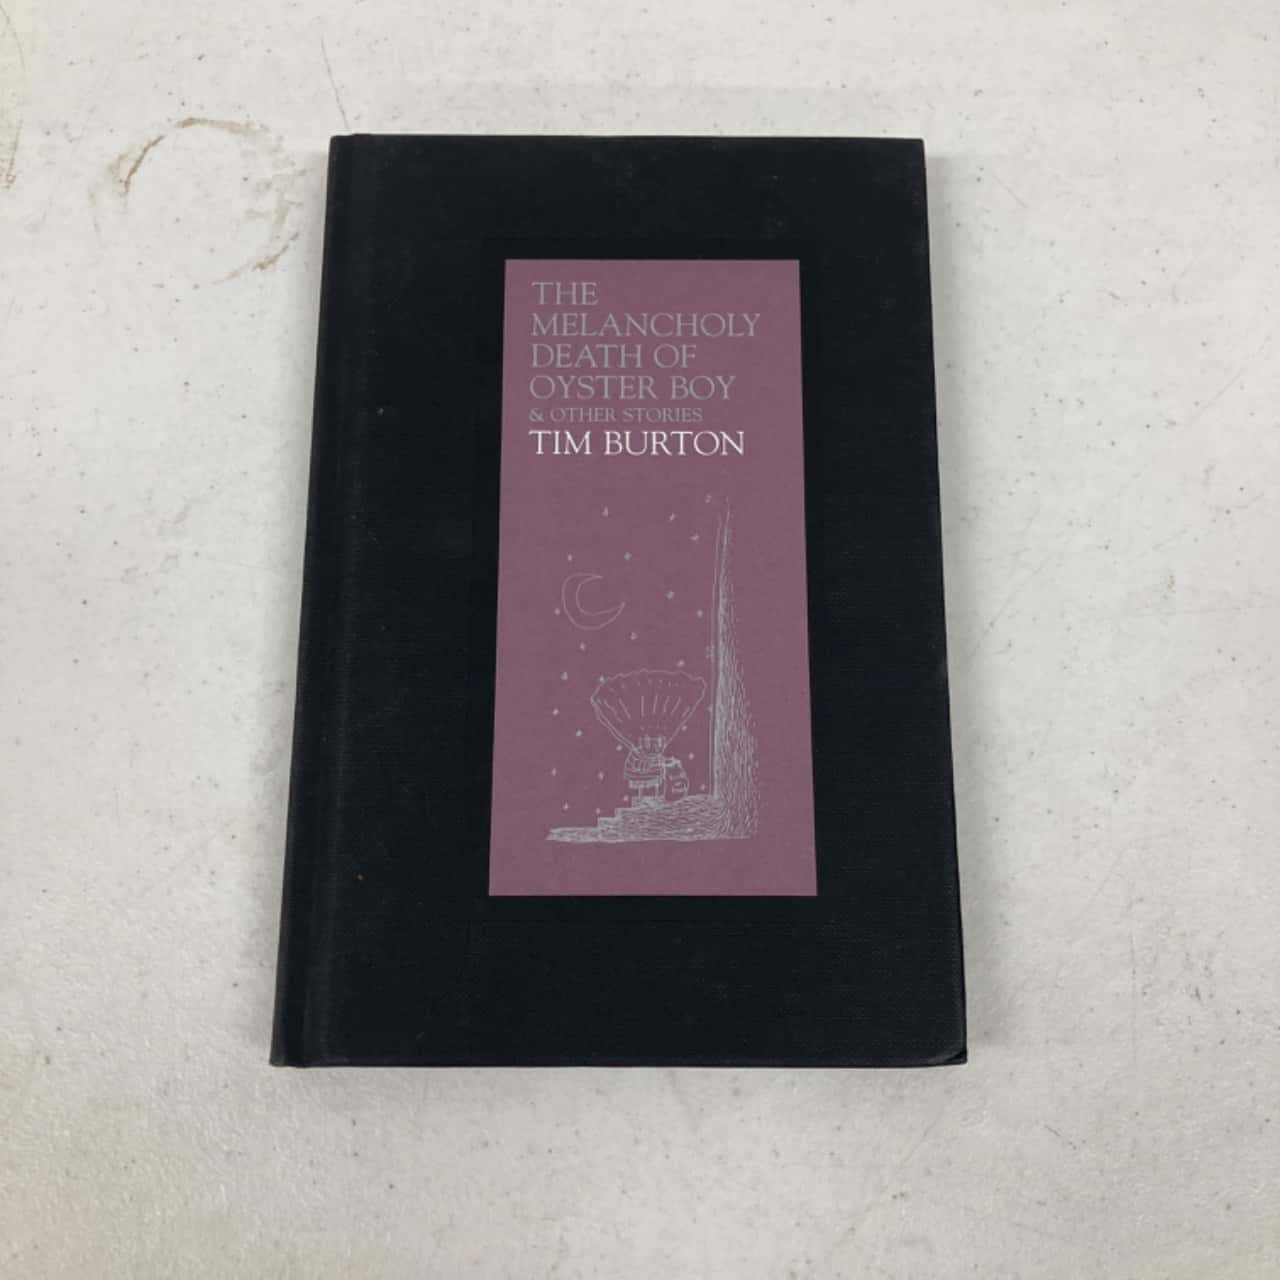 THE
MELANCHOLY
DEATH OF
OYSTER BOY
& OTHER STORIES
TIM BURTON